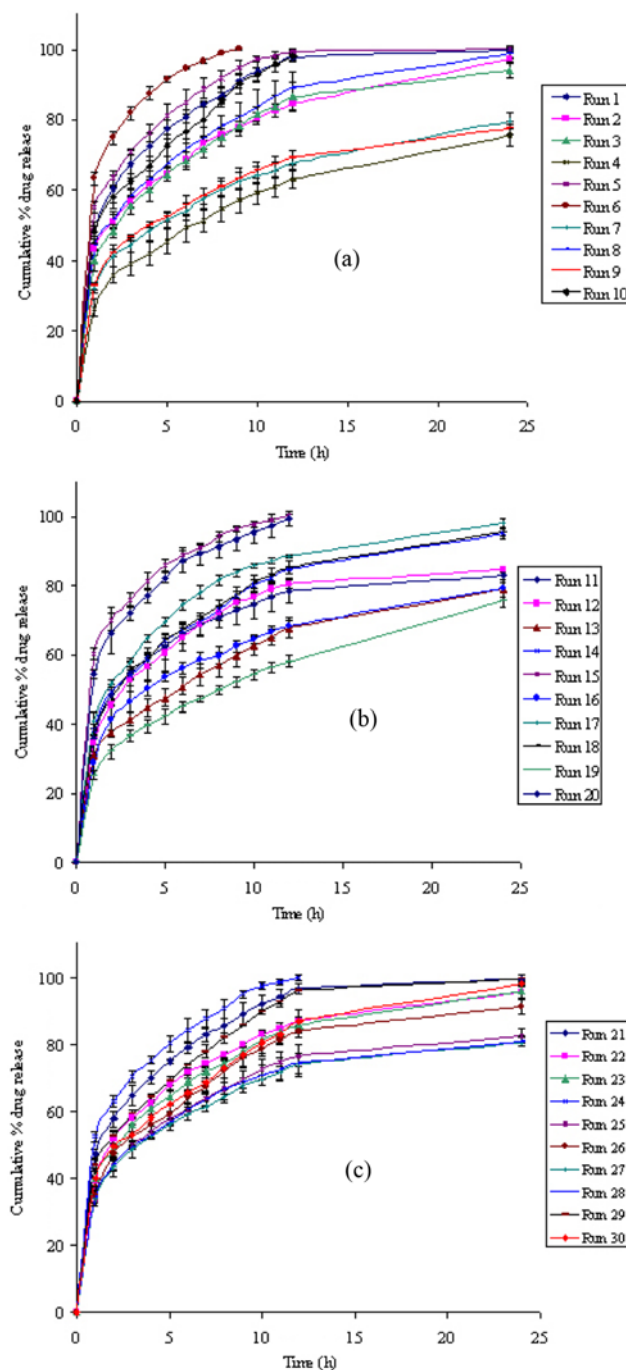 100
80
60
40
20
0
Cumulative % drug release
0 5 10 15 20 25
Time (h)
(a)
Run 1
Run 2
Run 3
Run 4
Run 5
Run 6
Run 7
Run 8
Run 9
Run 10
100
80
60
40
20
0
Cumulative % drug release
0 5 10 15 20 25
Time (h)
(b)
Run 11
Run 12
Run 13
Run 14
Run 15
Run 16
Run 17
Run 18
Run 19
Run 20
100
80
60
40
20
0
Cumulative % drug release
0 5 10 15 20 25
Time (h)
(c)
Run 21
Run 22
Run 23
Run 24
Run 25
Run 26
Run 27
Run 28
Run 29
Run 30